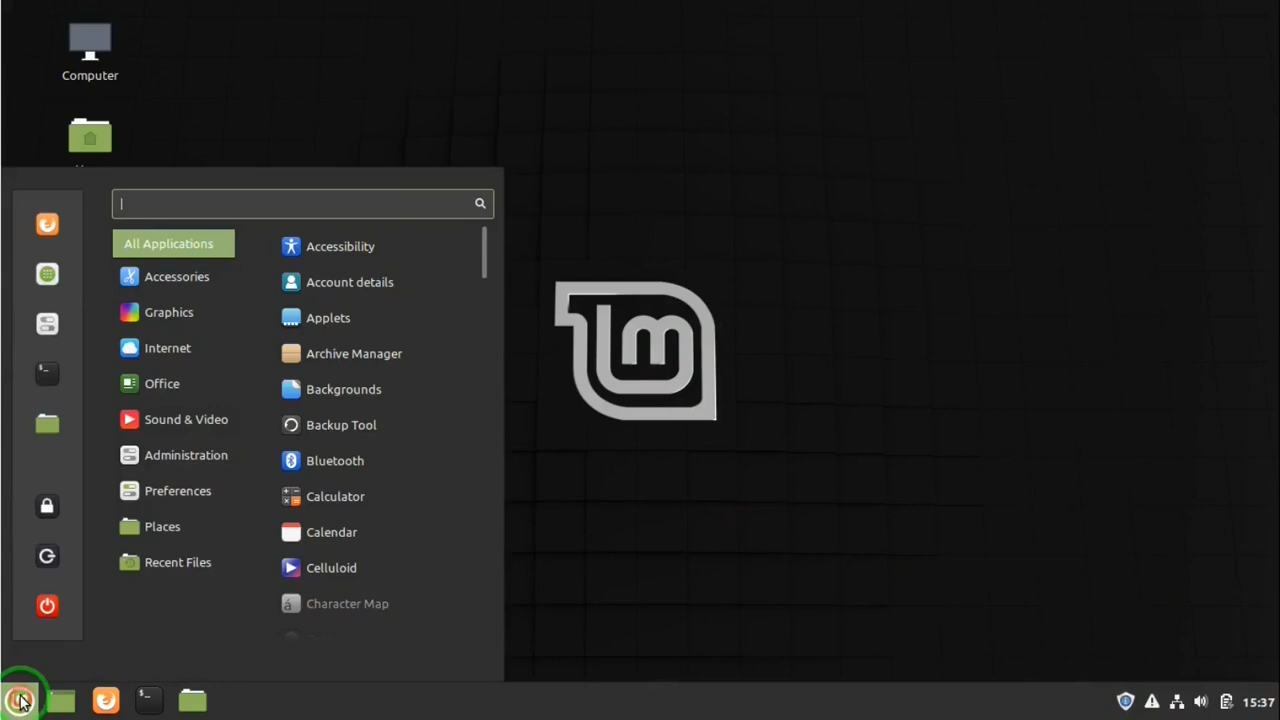 Computer
All Applications
Accessories
Graphics
Internet
Office
Sound & Video
Administration
Preferences
Places
Recent Files
Accessibility
Account details
Applets
Archive Manager
Backgrounds
Backup Tool
Bluetooth
Calculator
Calendar
Celluloid
Character Map
15:37